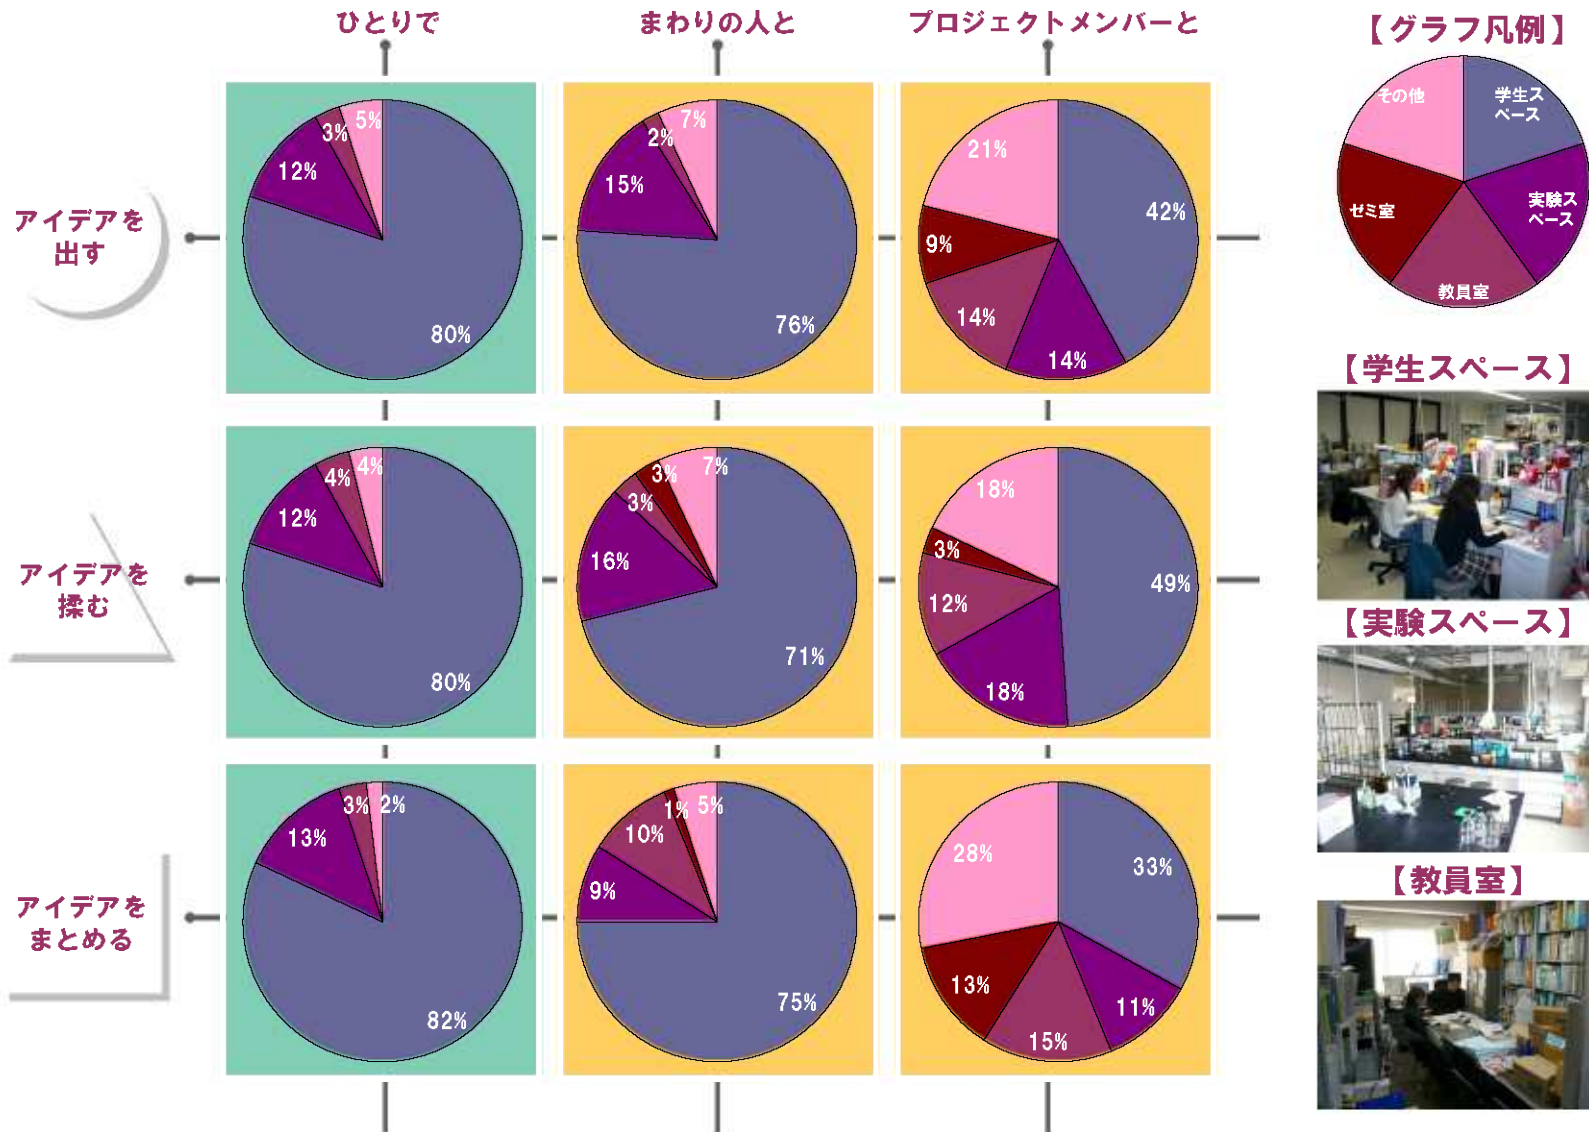 ひとりで
まわりの人と
プロジェクトメンバーと
【グラフ凡例】
その他
学生ス
ペース
実験ス
ペース
教員室
ゼミ室
アイデアを
出す
5%
3%
12%
80%
7%
2%
15%
76%
21%
42%
9%
14%
14%
【学生スペース】
アイデアを
揉む
4%
4%
12%
80%
7%
3%
3%
16%
71%
18%
49%
3%
12%
18%
【実験スペース】
アイデアを
まとめる
2%
3%
13%
82%
5%
1%
10%
9%
75%
28%
33%
13%
11%
15%
【教員室】